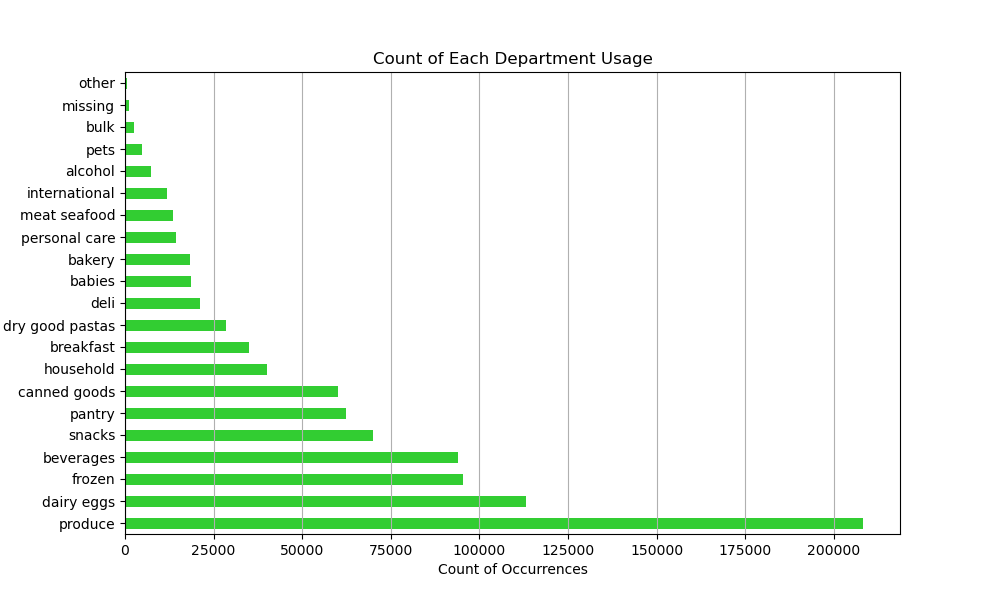 Count of Each Department Usage
other
missing
bulk
pets
alcohol
international
meat seafood
personal care
bakery
babies
deli
dry good pastas
breakfast
household
canned goods
pantry
snacks
beverages
frozen
dairy eggs
produce
0 25000 50000 75000 100000 125000 150000 175000 200000
Count of Occurrences